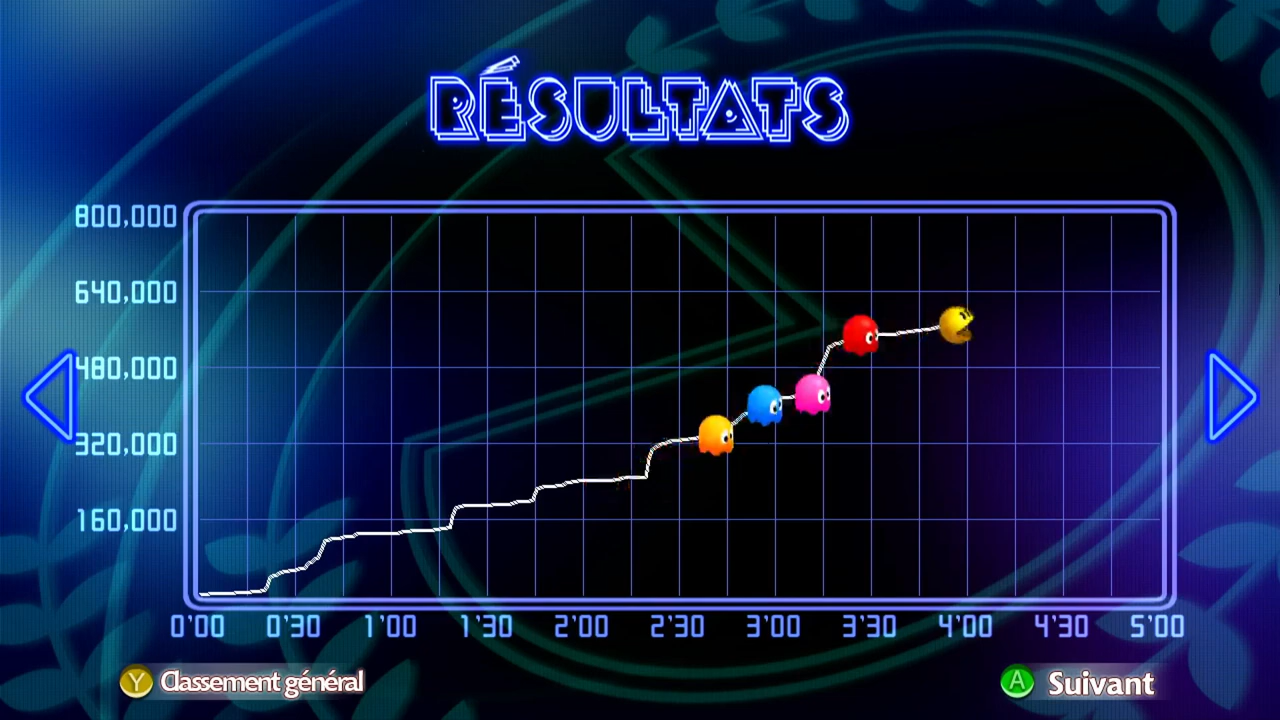 RÉSULTATS
800,000
640,000
480,000
320,000
160,000
0'00 0'30 1'00 1'30 2'00 2'30 3'00 3'30 4'00 4'30 5'00
Y Classement général
A Suivant